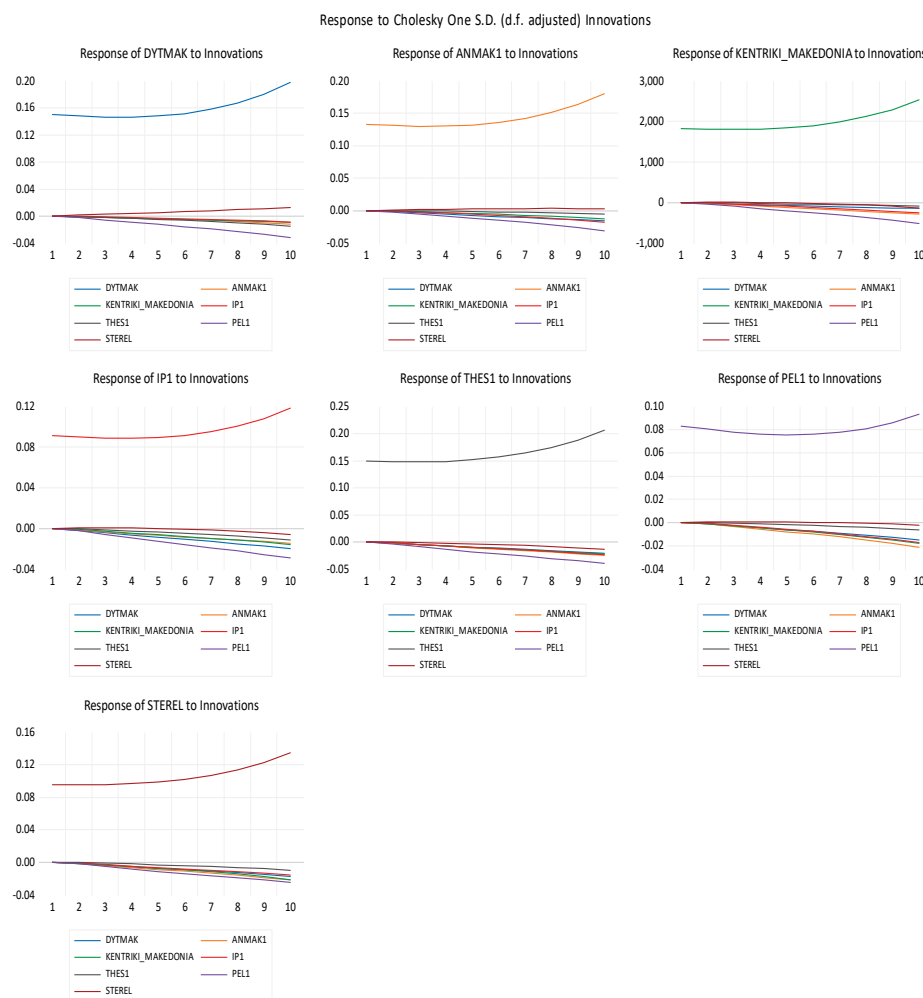 Response to Cholesky One S.D. (d.f. adjusted) Innovations
Response of DYTMAK to Innovations
0.20
0.16
0.12
0.08
0.04
0.00
-0.04
1 2 3 4 5 6 7 8 9 10
DYTMAK ANMAK1
KENTRIKI_MAKEDONIA IP1
THES1 PEL1
STEREL
Response of ANMAK1 to Innovations
0.20
0.15
0.10
0.05
0.00
-0.05
1 2 3 4 5 6 7 8 9 10
DYTMAK ANMAK1
KENTRIKI_MAKEDONIA IP1
THES1 PEL1
STEREL
Response of KENTRIKI_MAKEDONIA to Innovations
3,000
2,000
1,000
0
-1,000
1 2 3 4 5 6 7 8 9 10
DYTMAK ANMAK1
KENTRIKI_MAKEDONIA IP1
THES1 PEL1
STEREL
Response of IP1 to Innovations
0.12
0.08
0.04
0.00
-0.04
1 2 3 4 5 6 7 8 9 10
DYTMAK ANMAK1
KENTRIKI_MAKEDONIA IP1
THES1 PEL1
STEREL
Response of THES1 to Innovations
0.25
0.20
0.15
0.10
0.05
0.00
-0.05
1 2 3 4 5 6 7 8 9 10
DYTMAK ANMAK1
KENTRIKI_MAKEDONIA IP1
THES1 PEL1
STEREL
Response of PEL1 to Innovations
0.10
0.08
0.06
0.04
0.02
0.00
-0.02
-0.04
1 2 3 4 5 6 7 8 9 10
DYTMAK ANMAK1
KENTRIKI_MAKEDONIA IP1
THES1 PEL1
STEREL
Response of STEREL to Innovations
0.16
0.12
0.08
0.04
0.00
-0.04
1 2 3 4 5 6 7 8 9 10
DYTMAK ANMAK1
KENTRIKI_MAKEDONIA IP1
THES1 PEL1
STEREL